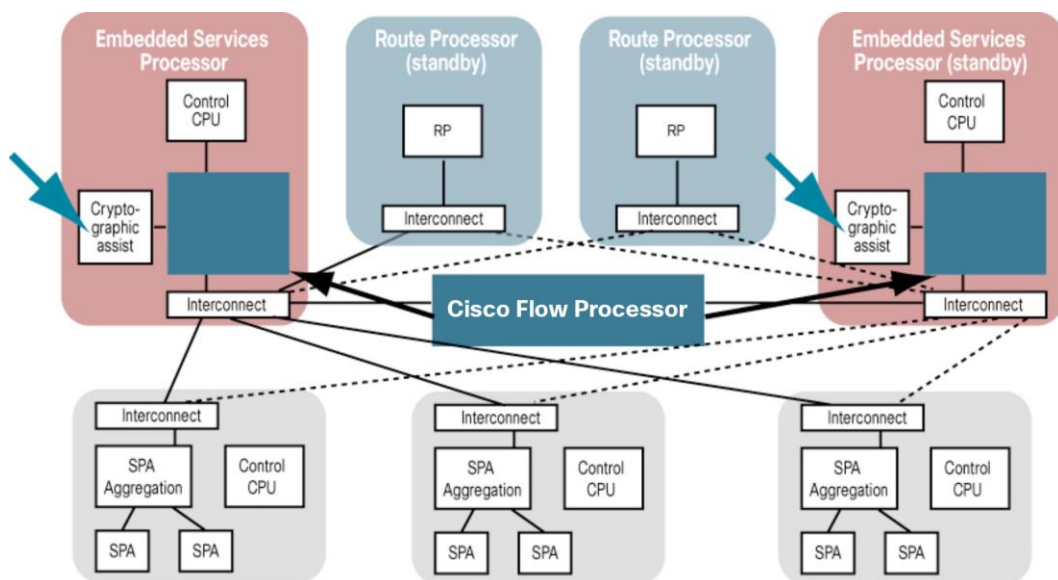 Embedded Services
Processor
Route Processor
(standby)
Route Processor
(standby)
Embedded Services
Processor (standby)
Control
CPU
RP
RP
Control
CPU
Crypto-
graphic
assist
Interconnect
Interconnect
Crypto-
graphic
assist
Interconnect
Cisco Flow Processor
Interconnect
Interconnect
SPA
Aggregation
Control
CPU
SPA
SPA
Interconnect
SPA
Aggregation
Control
CPU
SPA
SPA
Interconnect
SPA
Aggregation
Control
CPU
SPA
SPA